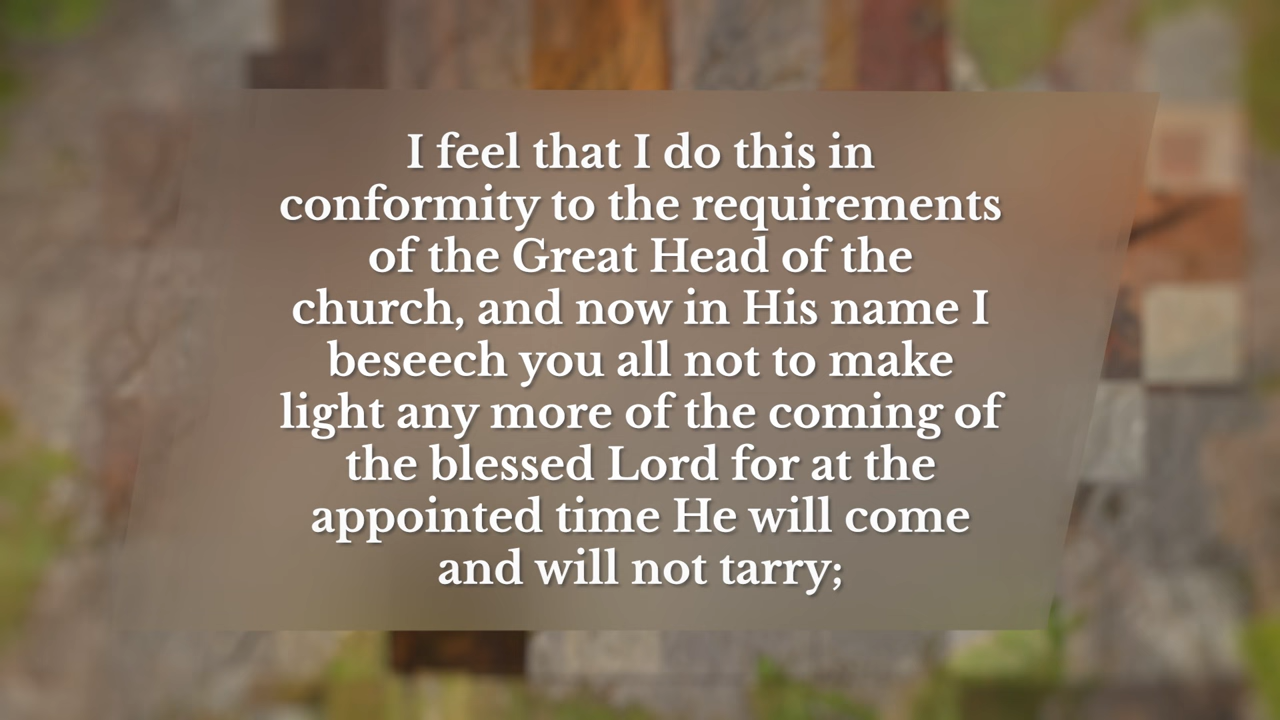 I feel that I do this in
conformity to the requirements
of the Great Head of the
church, and now in His name I
beseech you all not to make
light any more of the coming of
the blessed Lord for at the
appointed time He will come
and will not tarry;